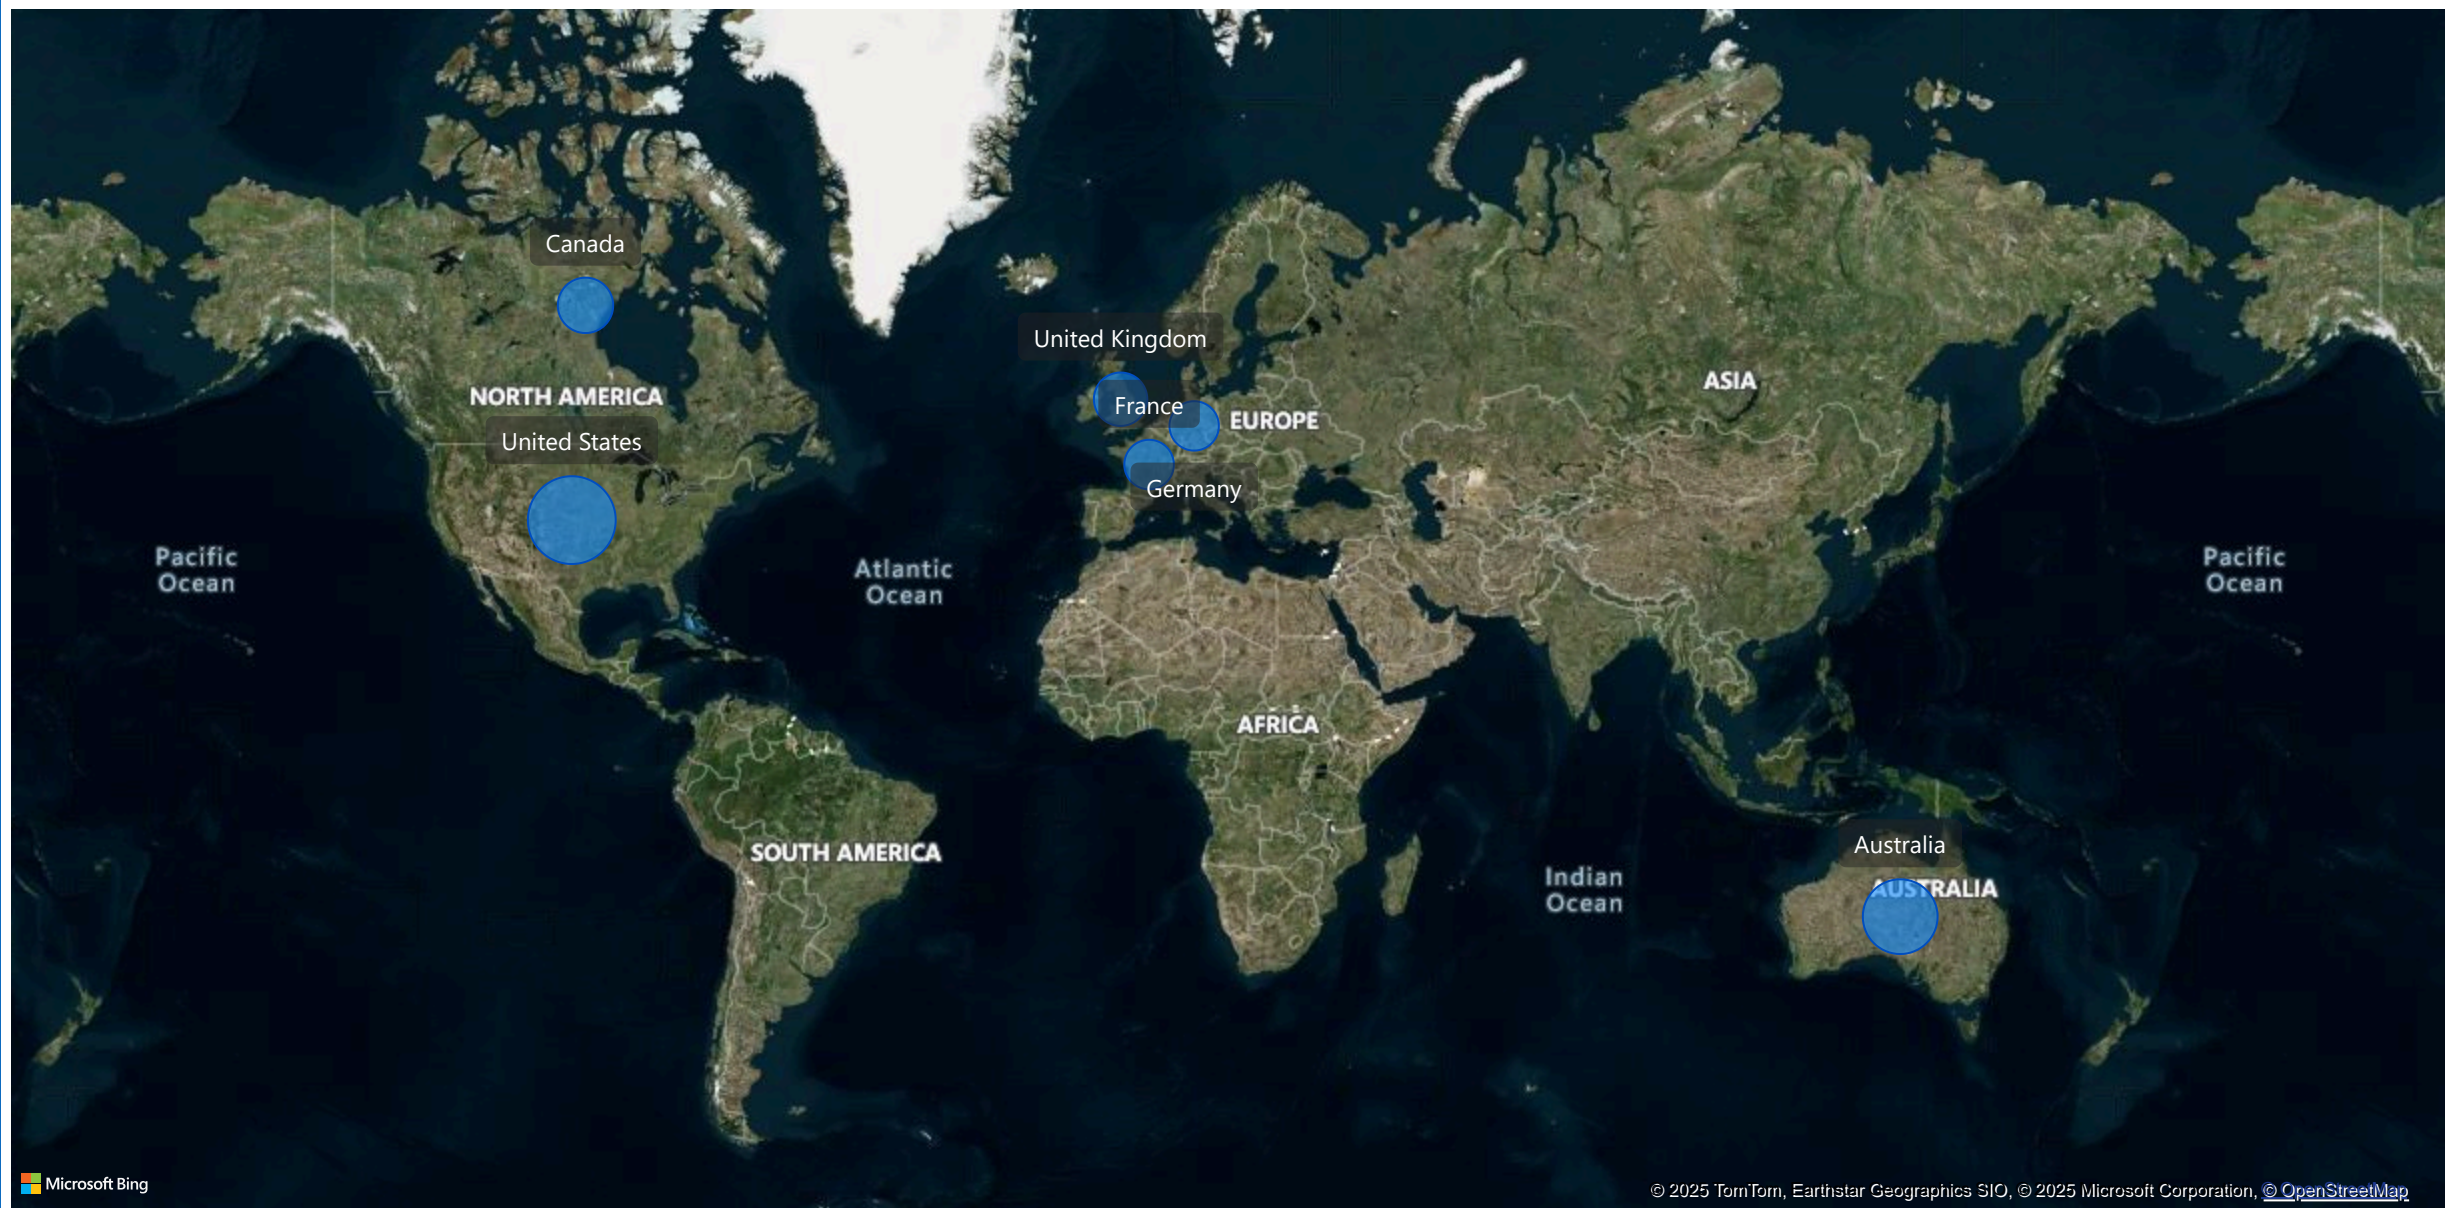 Canada
United Kingdom
ASIA
NORTH AMERICA
France
EUROPE
United States
Germany
Pacific
Ocean
Atlantic
Ocean
Pacific
Ocean
AFRICA
SOUTH AMERICA
Australia
AUSTRALIA
Indian
Ocean
Microsoft Bing
© 2025 TomTom, Earthstar Geographics SIO, © 2025 Microsoft Corporation, © OpenStreetMap